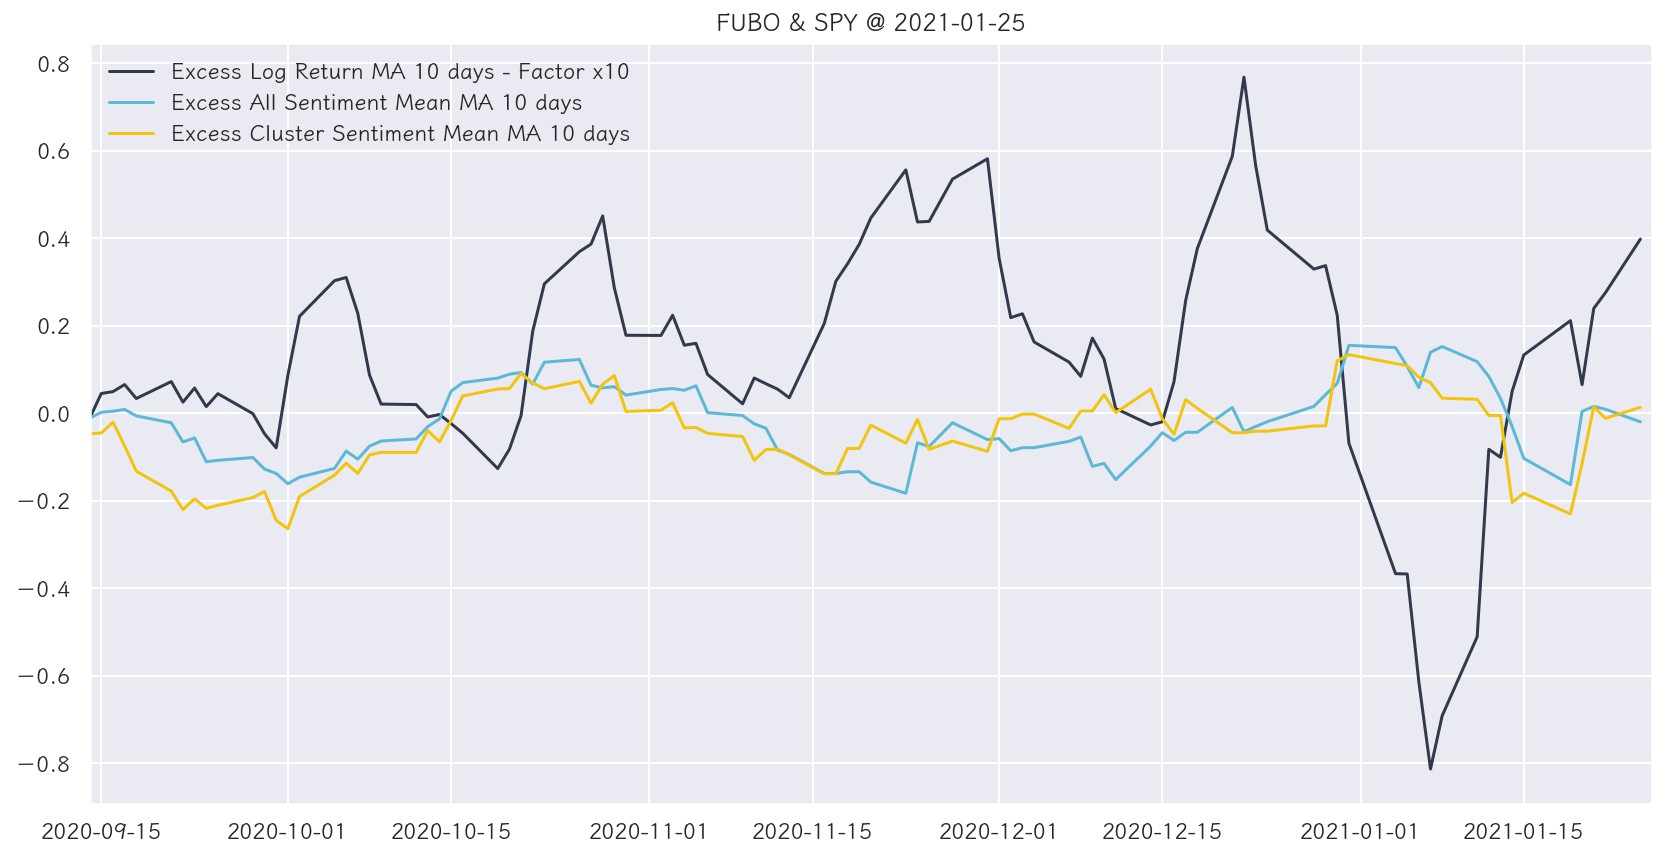 FUBO & SPY @ 2021-01-25
Excess Log Return MA 10 days - Factor x10
Excess All Sentiment Mean MA 10 days
Excess Cluster Sentiment Mean MA 10 days
0.8
0.6
0.4
0.2
0.0
−0.2
−0.4
−0.6
−0.8
2020-09-15 2020-10-01 2020-10-15 2020-11-01 2020-11-15 2020-12-01 2020-12-15 2021-01-01 2021-01-15